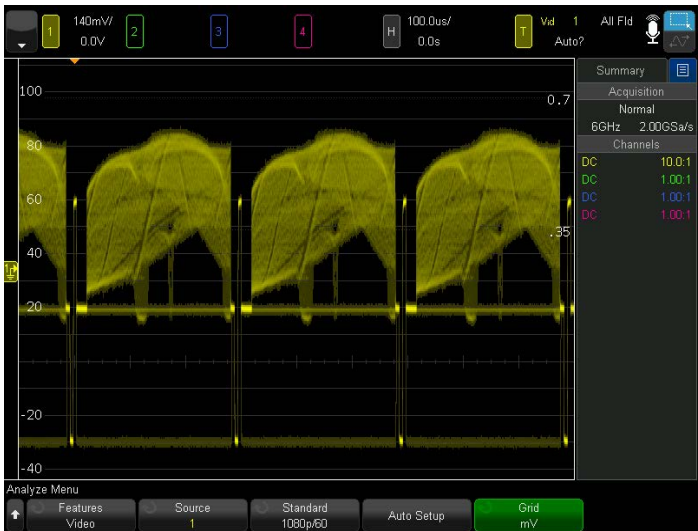 1 140mV/ 2 3 4 H 100.0us/ T Vid 1 All Fld
0.0V 0.0s Auto?
Summary
Acquisition
Normal
6GHz 2.00GSa/s
Channels
DC 10.0:1
DC 1.00:1
DC 1.00:1
DC 1.00:1
100
0.7
80
60
.35
40
1
20
-20
-40
Analyze Menu
Features Source Standard Auto Setup Grid
Video 1 1080p/60 mV